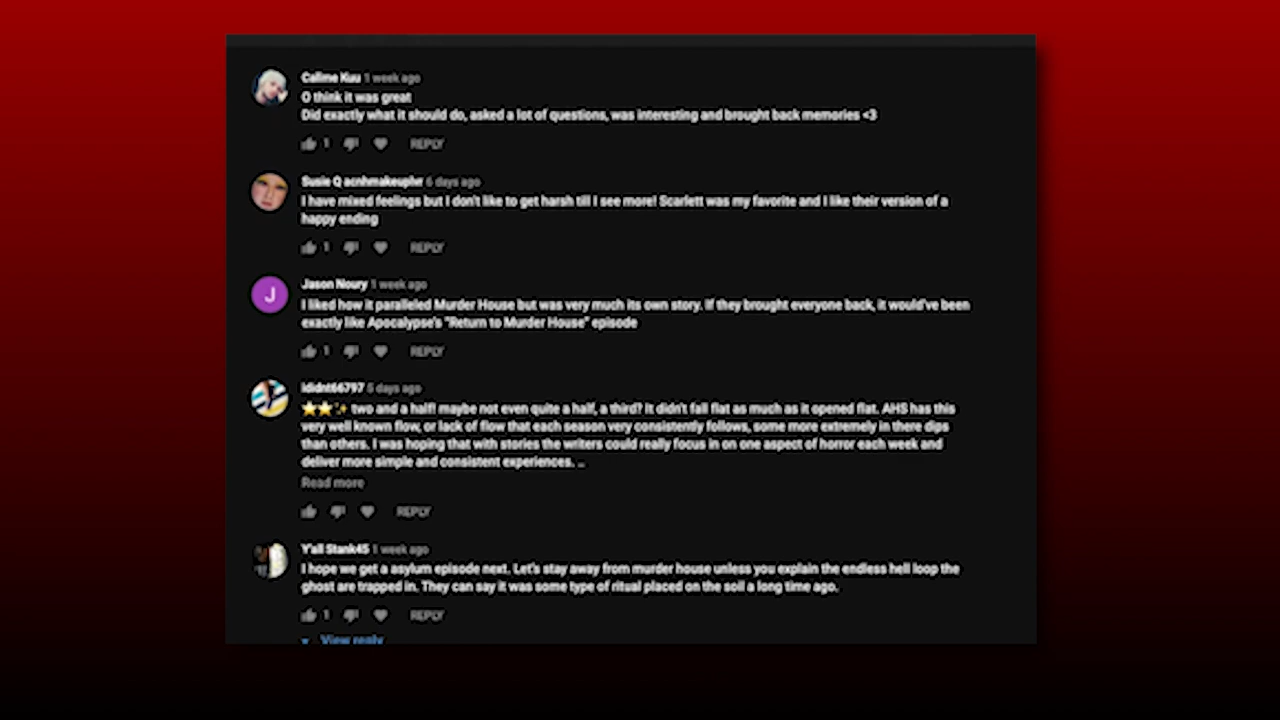 Callme Kuu 1 week ago
O think it was great
Did exactly what it should do, asked a lot of questions, was interesting and brought back memories <3
1 REPLY
Susie Q acnhmakeuphr 6 days ago
I have mixed feelings but I don't like to get harsh till I see more! Scarlett was my favorite and I like their version of a
happy ending
1 REPLY
J
Jason Noury 1 week ago
I liked how it paralleled Murder House but was very much its own story. If they brought everyone back, it would've been
exactly like Apocalypse's "Return to Murder House" episode
1 REPLY
ididnt66797 5 days ago
⭐⭐✨ two and a half! maybe not even quite a half, a third? It didn't fall flat as much as it opened flat. AHS has this
very well known flow, or lack of flow that each season very consistently follows, some more extremely in there dips
than others. I was hoping that with stories the writers could really focus in on one aspect of horror each week and
deliver more simple and consistent experiences. ...
Read more
REPLY
Y'all Stank45 1 week ago
I hope we get a asylum episode next. Let's stay away from murder house unless you explain the endless hell loop the
ghost are trapped in. They can say it was some type of ritual placed on the soil a long time ago.
1 REPLY
View reply